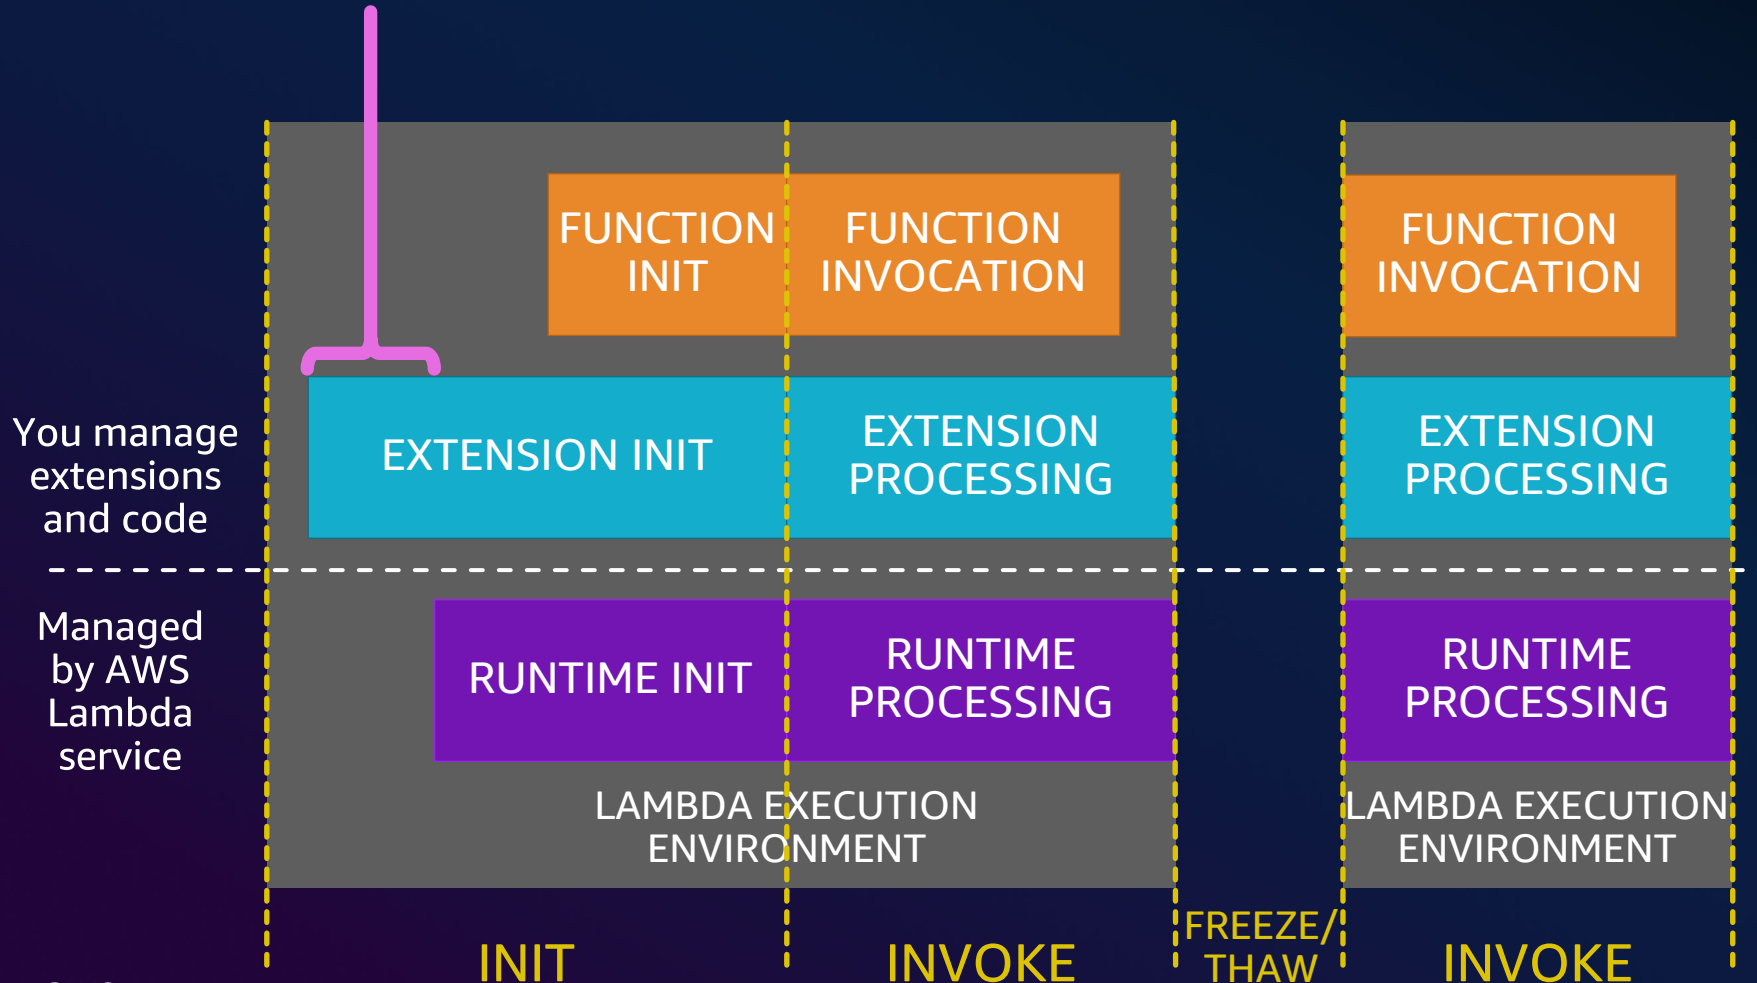 FUNCTION
INIT
FUNCTION
INVOCATION
FUNCTION
INVOCATION
You manage
extensions
and code
EXTENSION INIT
EXTENSION
PROCESSING
EXTENSION
PROCESSING
Managed
by AWS
Lambda
service
RUNTIME INIT
RUNTIME
PROCESSING
RUNTIME
PROCESSING
LAMBDA EXECUTION
ENVIRONMENT
LAMBDA EXECUTION
ENVIRONMENT
INIT
INVOKE
FREEZE/
THAW
INVOKE